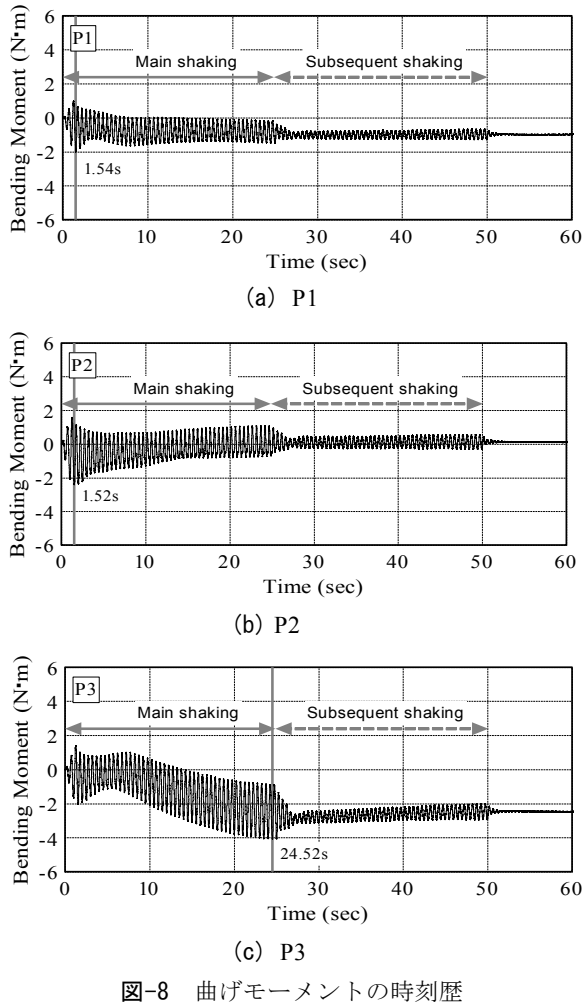 6
P1
4
Main shaking
Subsequent shaking
2
0
-2
1.54s
-4
-6
Bending Moment (N·m)
0 10 20 30 40 50 60
Time (sec)
(a) P1
6
P2
4
Main shaking
Subsequent shaking
2
0
-2
1.52s
-4
-6
Bending Moment (N·m)
0 10 20 30 40 50 60
Time (sec)
(b) P2
6
P3
4
Main shaking
Subsequent shaking
2
0
-2
-4
24.52s
-6
Bending Moment (N·m)
0 10 20 30 40 50 60
Time (sec)
(c) P3
図-8 曲げモーメントの時刻歴